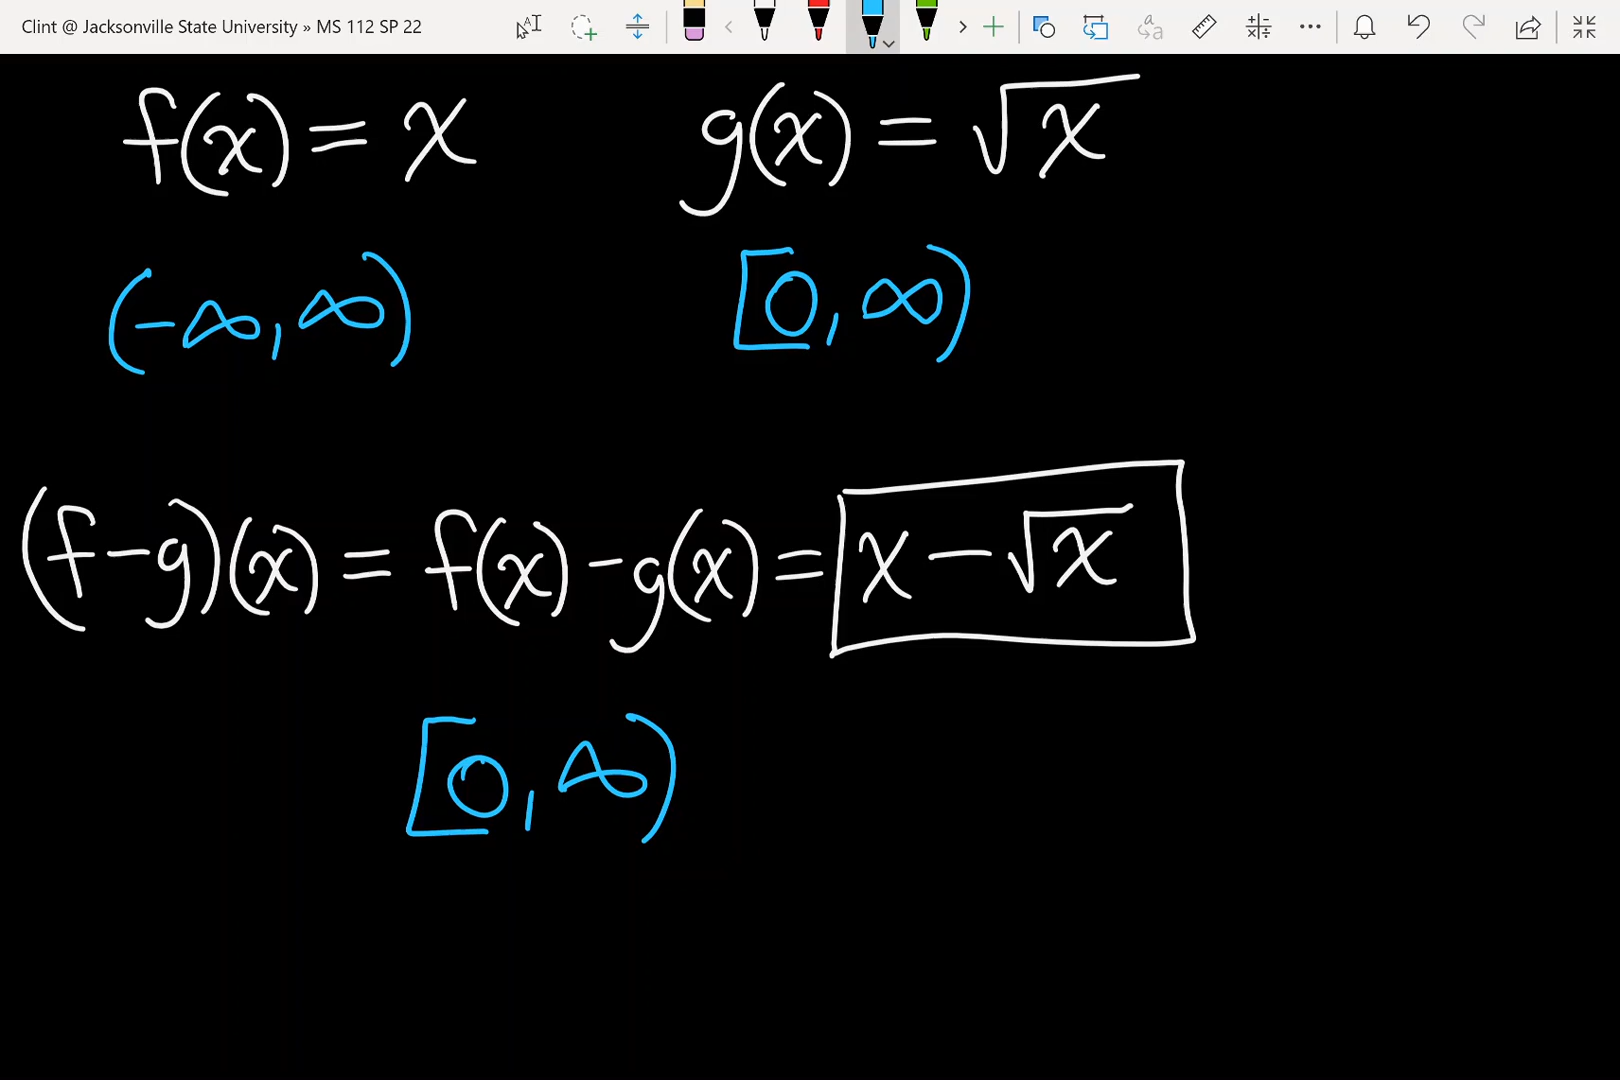 Clint @ Jacksonville State University » MS 112 SP 22
f(x) = x g(x) = √x
(-∞, ∞) [0, ∞)
(f-g)(x) = f(x) - g(x) = x - √x
[0, ∞)